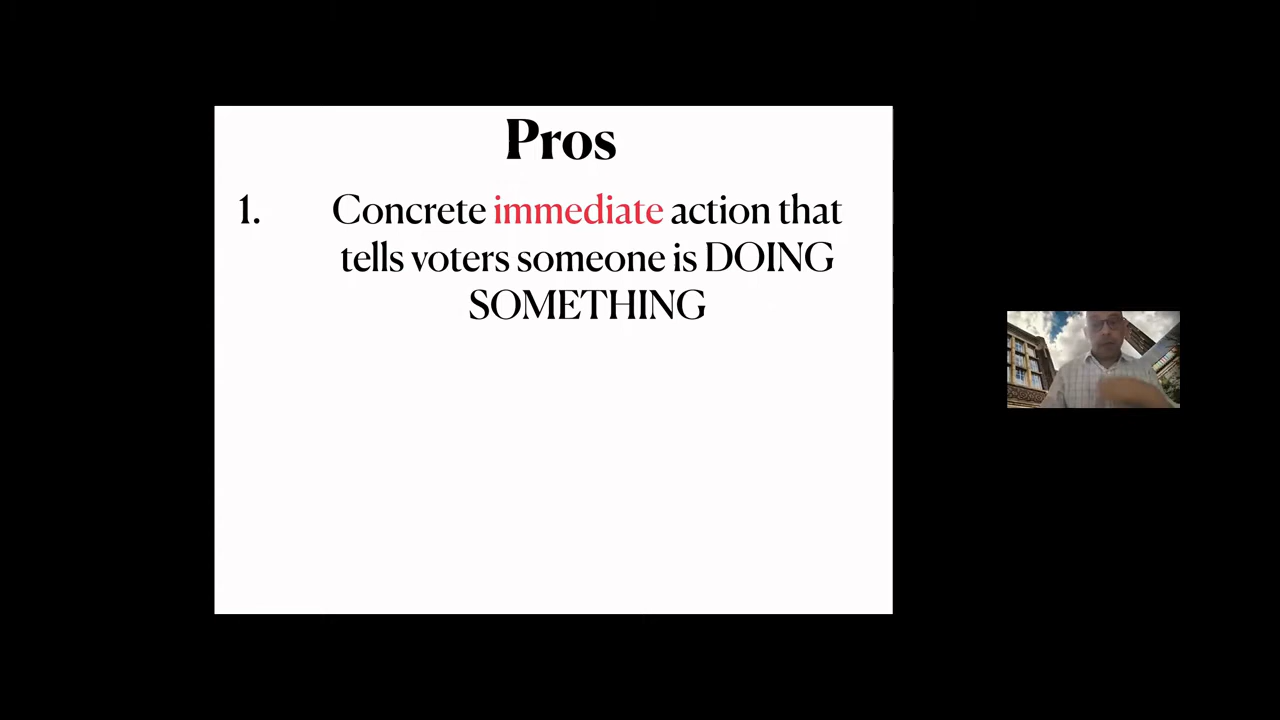 Pros
1. Concrete immediate action that
tells voters someone is DOING
SOMETHING